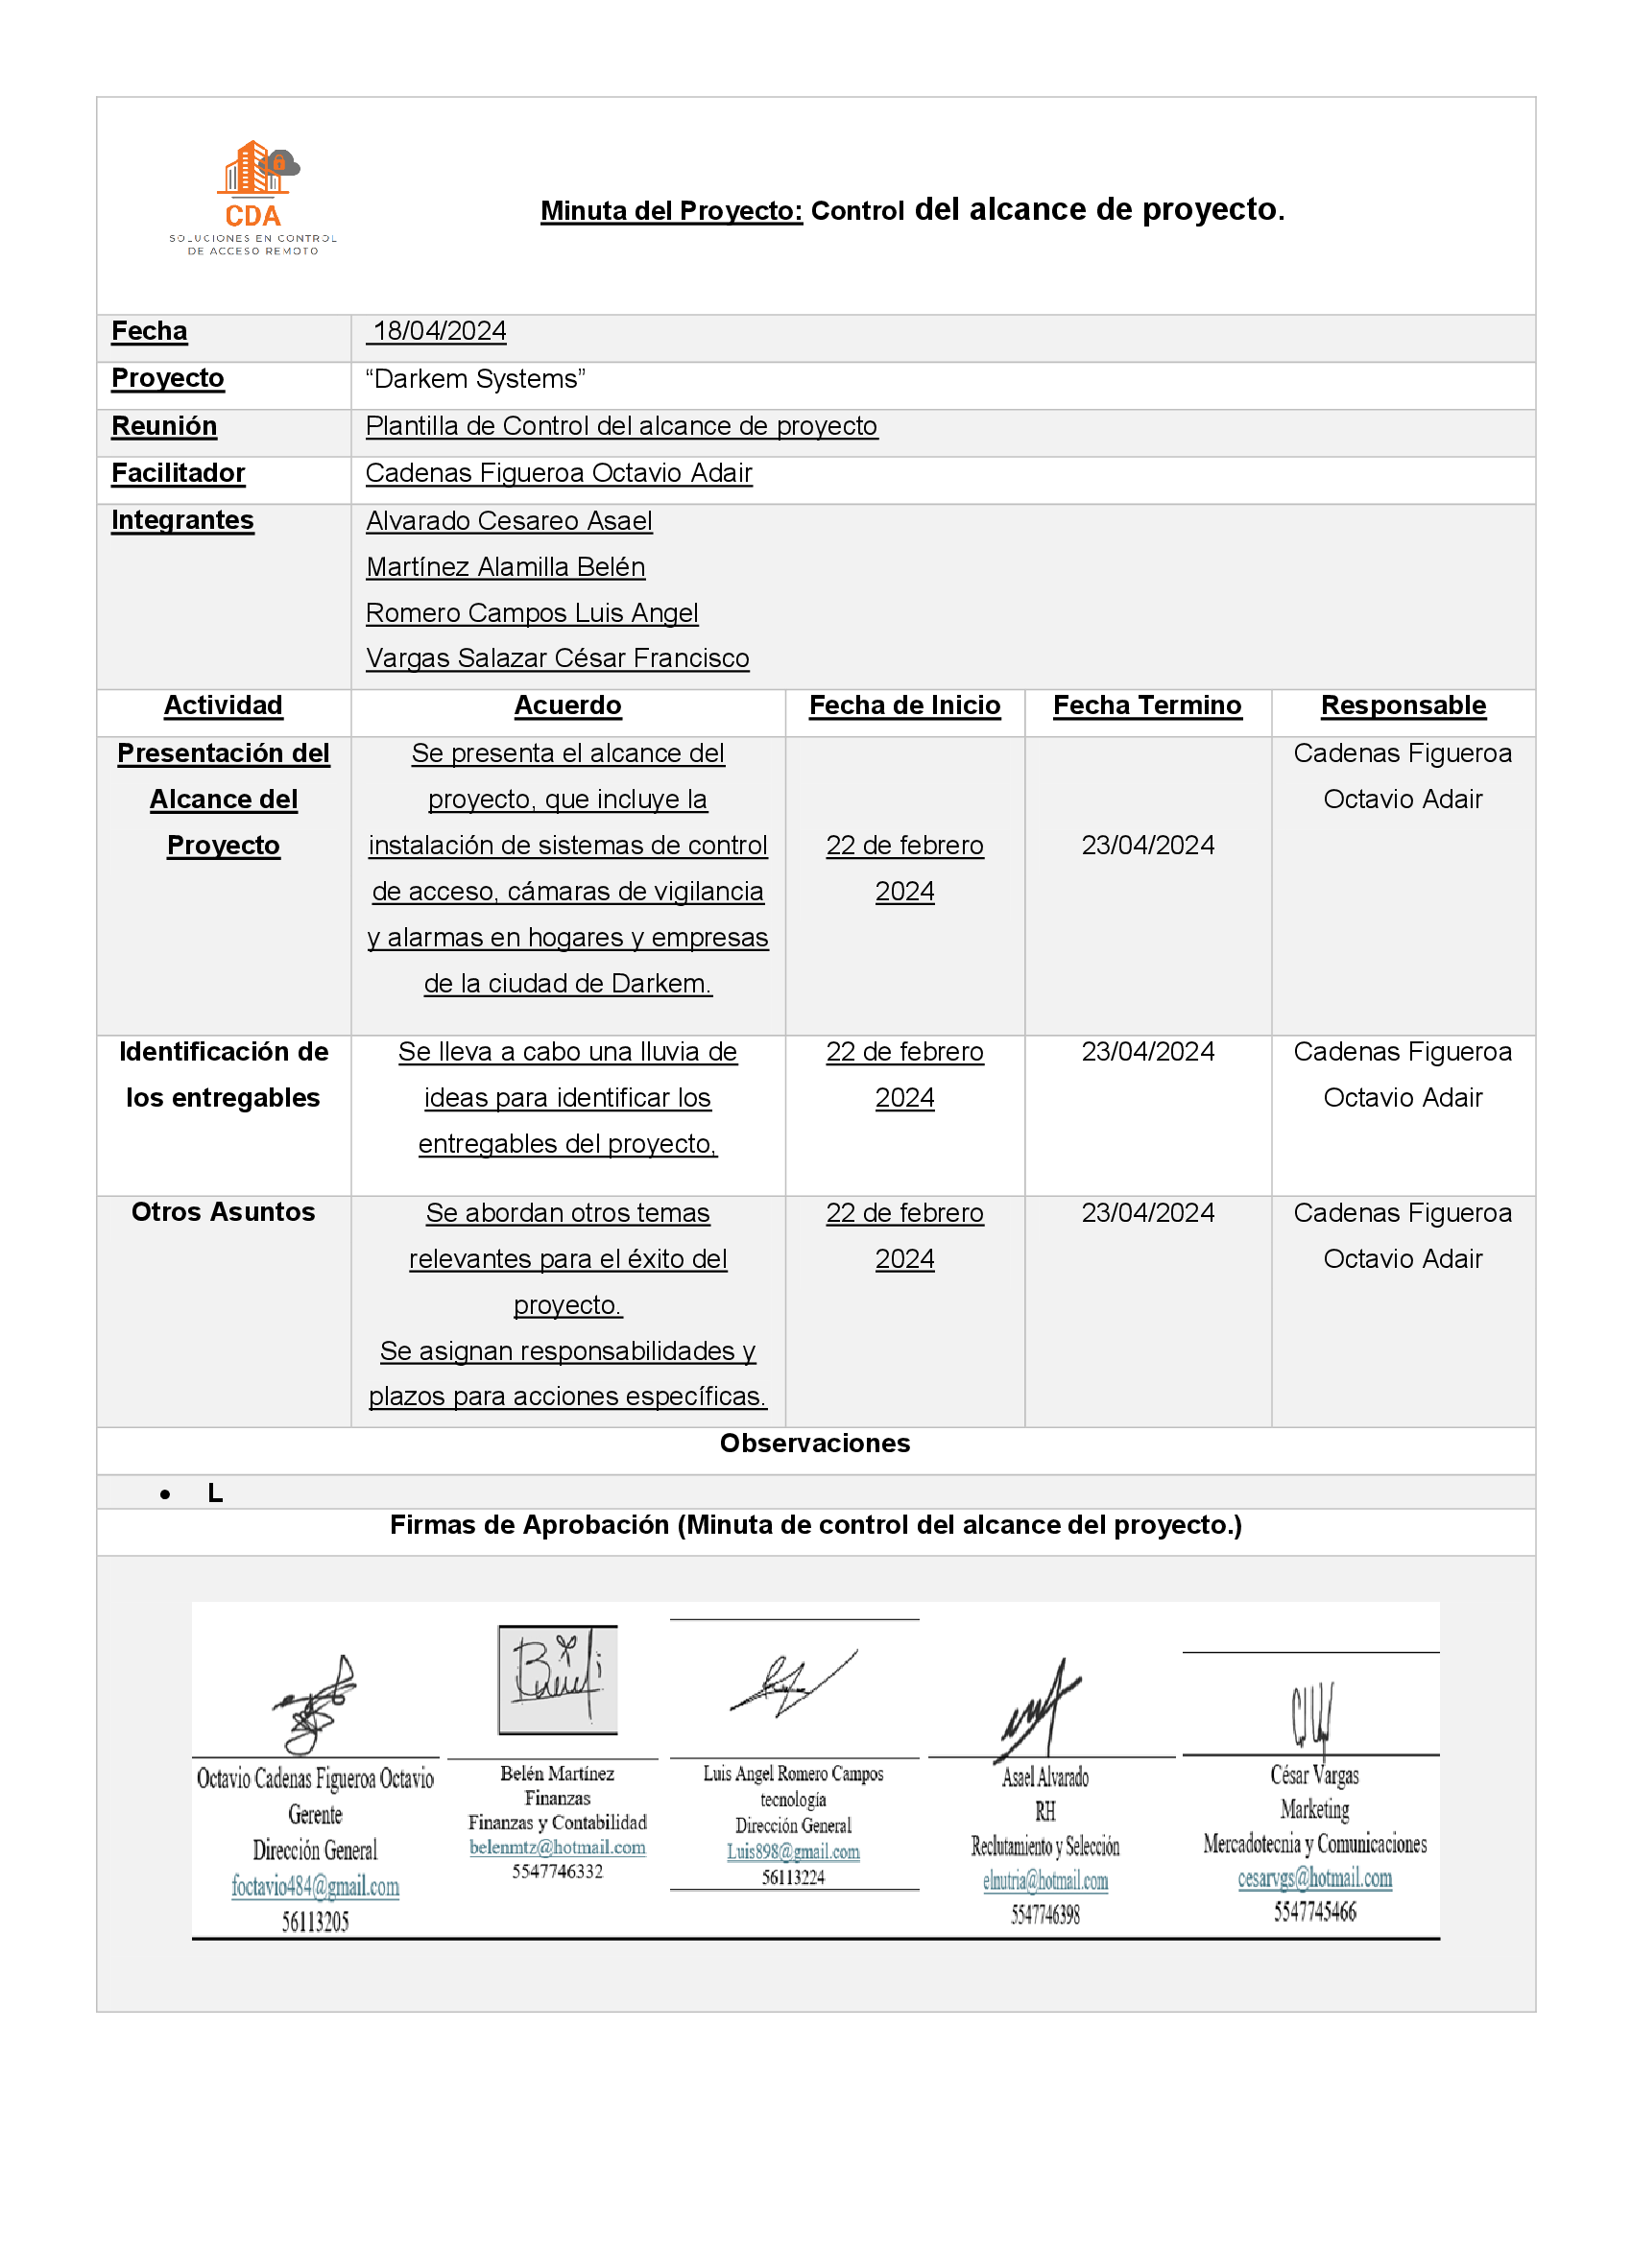 CDA
SOLUCIONES EN CONTROL
DE ACCESO REMOTO
Minuta del Proyecto: Control del alcance de proyecto.
Fecha 18/04/2024
Proyecto “Darkem Systems”
Reunión Plantilla de Control del alcance de proyecto
Facilitador Cadenas Figueroa Octavio Adair
Integrantes Alvarado Cesareo Asael
Martínez Alamilla Belén
Romero Campos Luis Angel
Vargas Salazar César Francisco
Actividad Acuerdo Fecha de Inicio Fecha Termino Responsable
Presentación del
Alcance del
Proyecto
Se presenta el alcance del
proyecto, que incluye la
instalación de sistemas de control
de acceso, cámaras de vigilancia
y alarmas en hogares y empresas
de la ciudad de Darkem.
22 de febrero
2024
23/04/2024
Cadenas Figueroa
Octavio Adair
Identificación de
los entregables
Se lleva a cabo una lluvia de
ideas para identificar los
entregables del proyecto,
22 de febrero
2024
23/04/2024
Cadenas Figueroa
Octavio Adair
Otros Asuntos
Se abordan otros temas
relevantes para el éxito del
proyecto.
Se asignan responsabilidades y
plazos para acciones específicas.
22 de febrero
2024
23/04/2024
Cadenas Figueroa
Octavio Adair
Observaciones
• L
Firmas de Aprobación (Minuta de control del alcance del proyecto.)
Octavio Cadenas Figueroa Octavio
Gerente
Dirección General
foctavio484@gmail.com
56113205
Belén Martínez
Finanzas
Finanzas y Contabilidad
belenmtz@hotmail.com
5547746332
Luis Angel Romero Campos
tecnología
Dirección General
Luis898@gmail.com
56113224
Asael Alvarado
RH
Reclutamiento y Selección
elnutria@hotmail.com
5547746398
César Vargas
Marketing
Mercadotecnia y Comunicaciones
cesarvgs@hotmail.com
5547745466